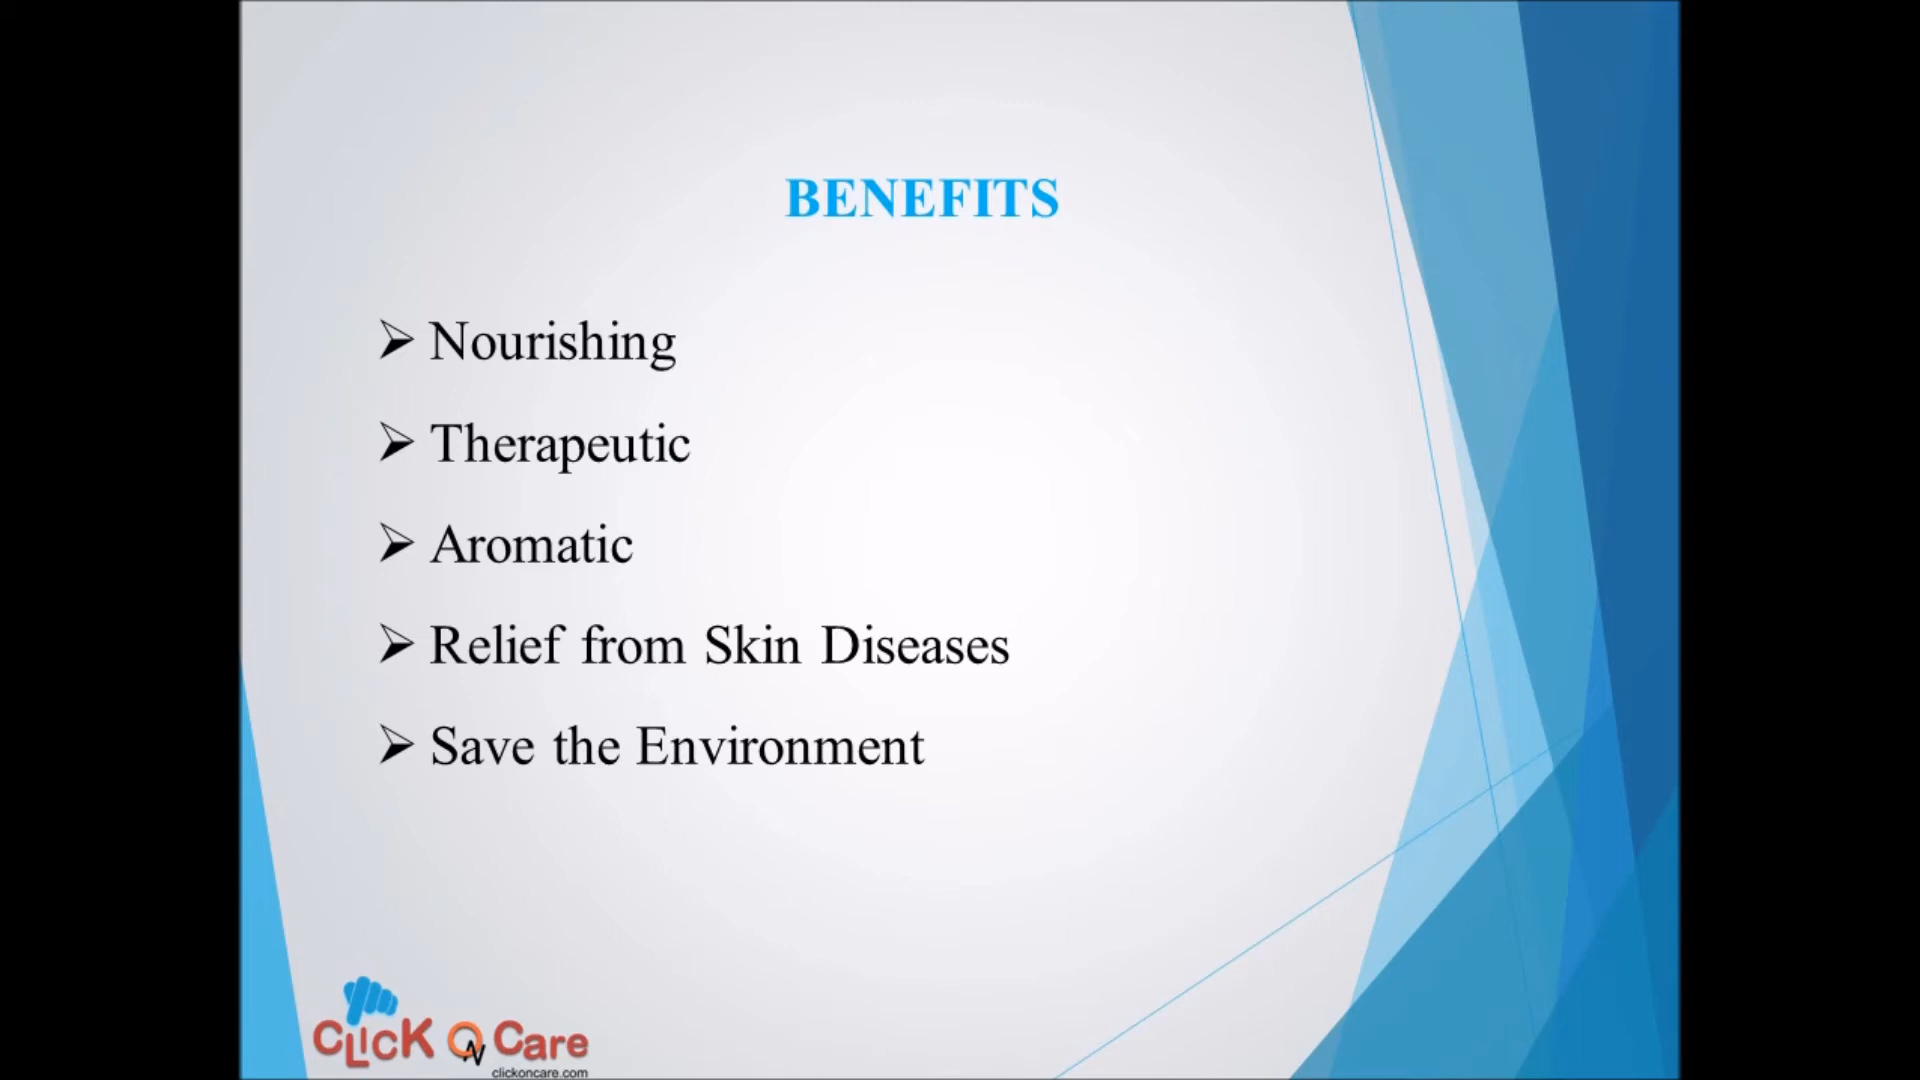 BENEFITS
Nourishing
Therapeutic
Aromatic
Relief from Skin Diseases
Save the Environment
Click ON Care
clickoncare.com